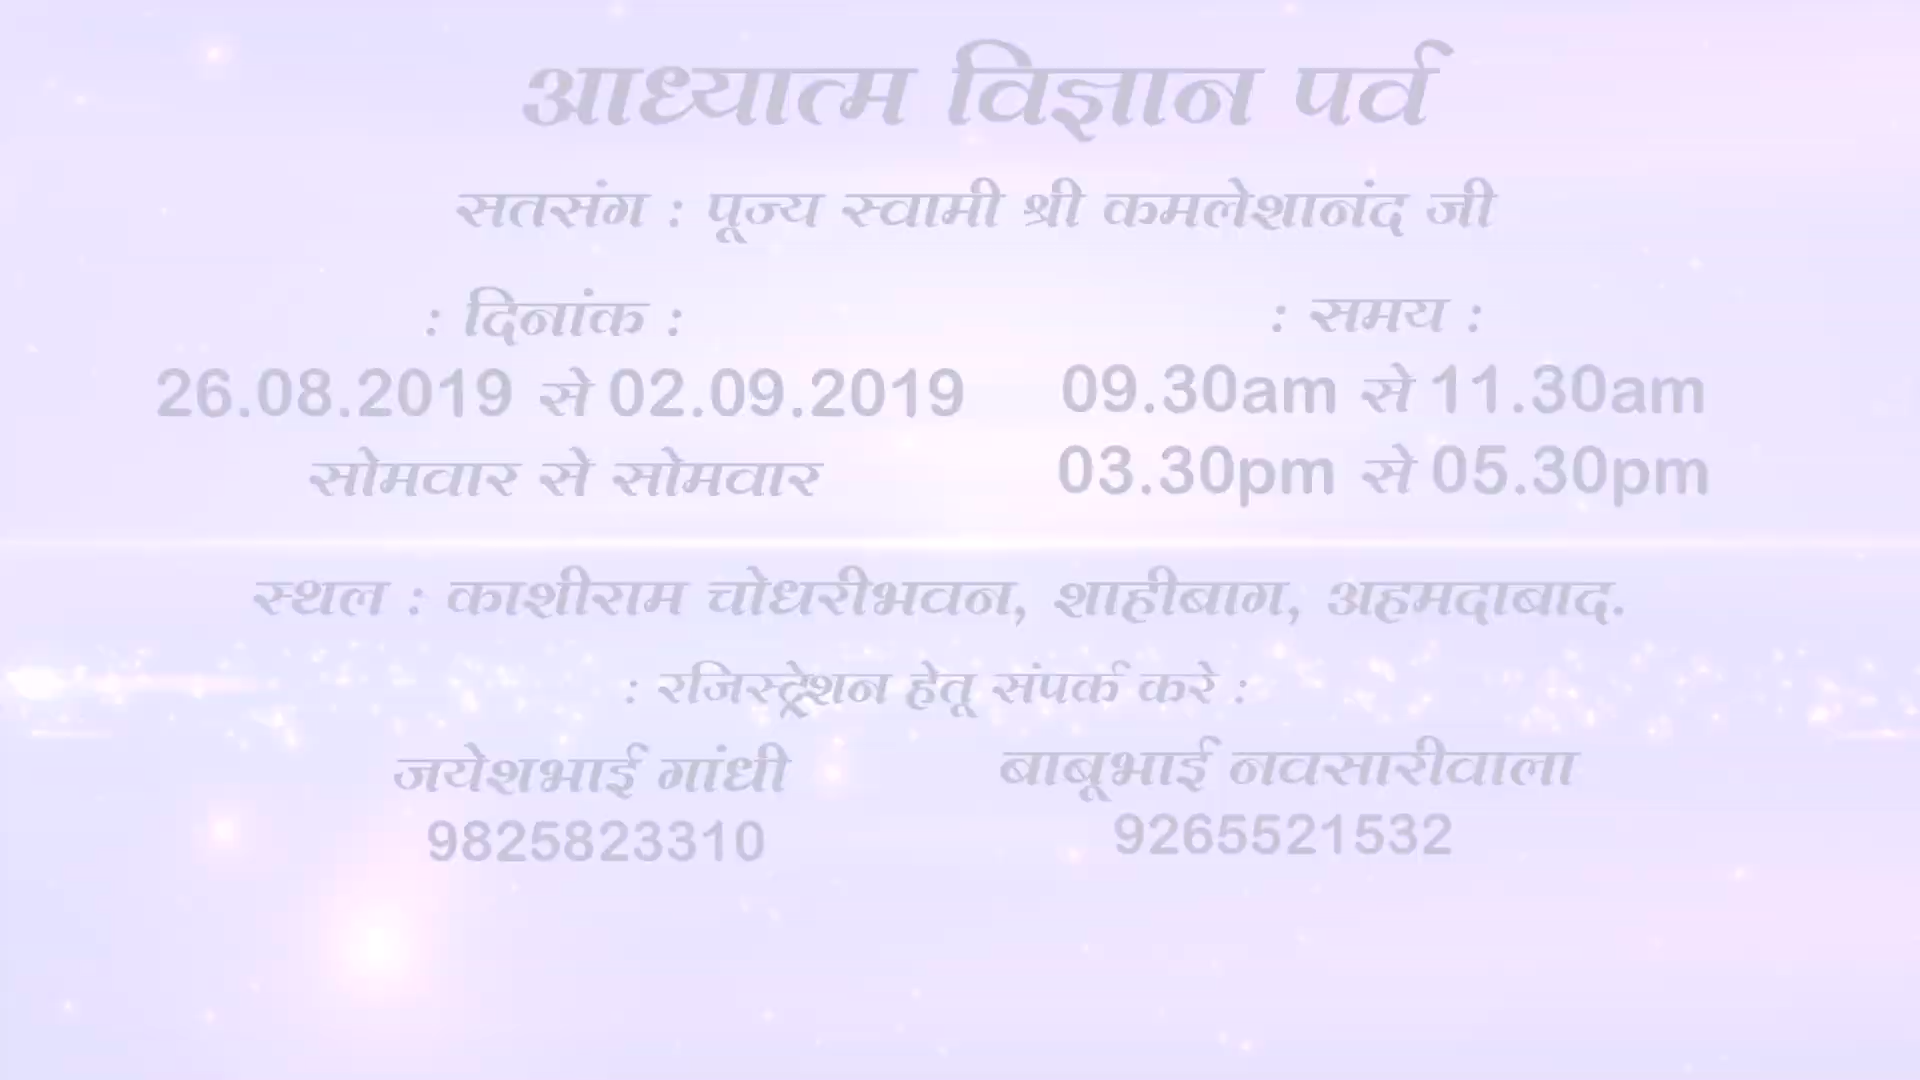 आध्यात्म विज्ञान पर्व
सतसंग : पूज्य स्वामी श्री कमलेशानंद जी
: दिनांक :
26.08.2019 से 02.09.2019
सोमवार से सोमवार
: समय :
09.30am से 11.30am
03.30pm से 05.30pm
स्थल : काशीराम चोधरीभवन, शाहीबाग, अहमदाबाद.
: रजिस्ट्रेशन हेतू संपर्क करे :
जयेशभाई गांधी
9825823310
बाबूभाई नवसारीवाला
9265521532